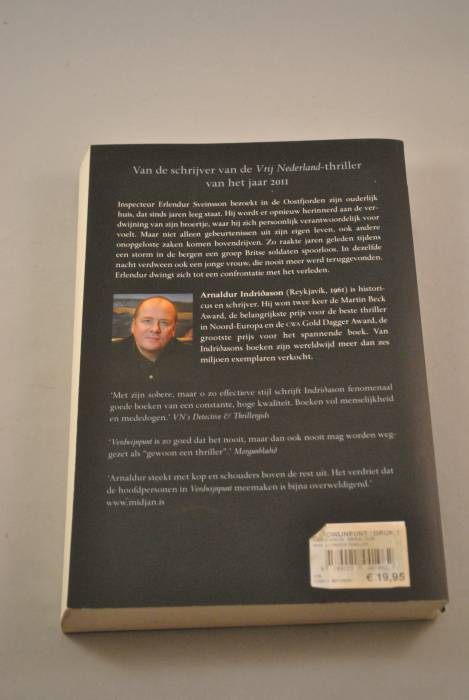 Van de schrijver van de Vrij Nederland-thriller
van het jaar 2011
Inspecteur Erlendur Sveinsson bezoekt in de Oostfjorden zijn ouderlijk
huis, dat sinds jaren leeg staat. Hij wordt er opnieuw herinnerd aan de ver-
dwijning van zijn broertje, waar hij zich persoonlijk verantwoordelijk voor
voelt. Maar niet alleen gebeurtenissen uit zijn eigen leven, ook andere
onopgeloste zaken komen bovendrijven. Zo raakte jaren geleden tijdens
een storm in de bergen een groep Britse soldaten spoorloos. In dezelfde
nacht verdween ook een jonge vrouw, die nooit meer werd teruggevonden.
Erlendur dwingt zich tot een confrontatie met het verleden.
Arnaldur Indriðason (Reykjavík, 1961) is histori-
cus en schrijver. Hij won twee keer de Martin Beck
Award, de belangrijkste prijs voor de beste thriller
in Noord-Europa en de CWA Gold Dagger Award, de
grootste prijs voor het spannende boek. Van
Indriðasons boeken zijn wereldwijd meer dan zes
miljoen exemplaren verkocht.
'Met zijn sobere, maar o zo effectieve stijl schrijft Indriðason fenomenaal
goede boeken van een constante, hoge kwaliteit. Boeken vol menselijkheid
en mededogen.' VN's Detective & Thrillergids
'Verdwijnpunt is zo goed dat het nooit, maar dan ook nooit mag worden weg-
gezet als "gewoon een thriller".' Morgunblaðið
'Arnaldur steekt met kop en schouders boven de rest uit. Het verdriet dat
de hoofdpersonen in Verdwijnpunt meemaken is bijna overweldigend.'
www.midjan.is
DWIJNPUNT / DRUK 1
€ 19,95